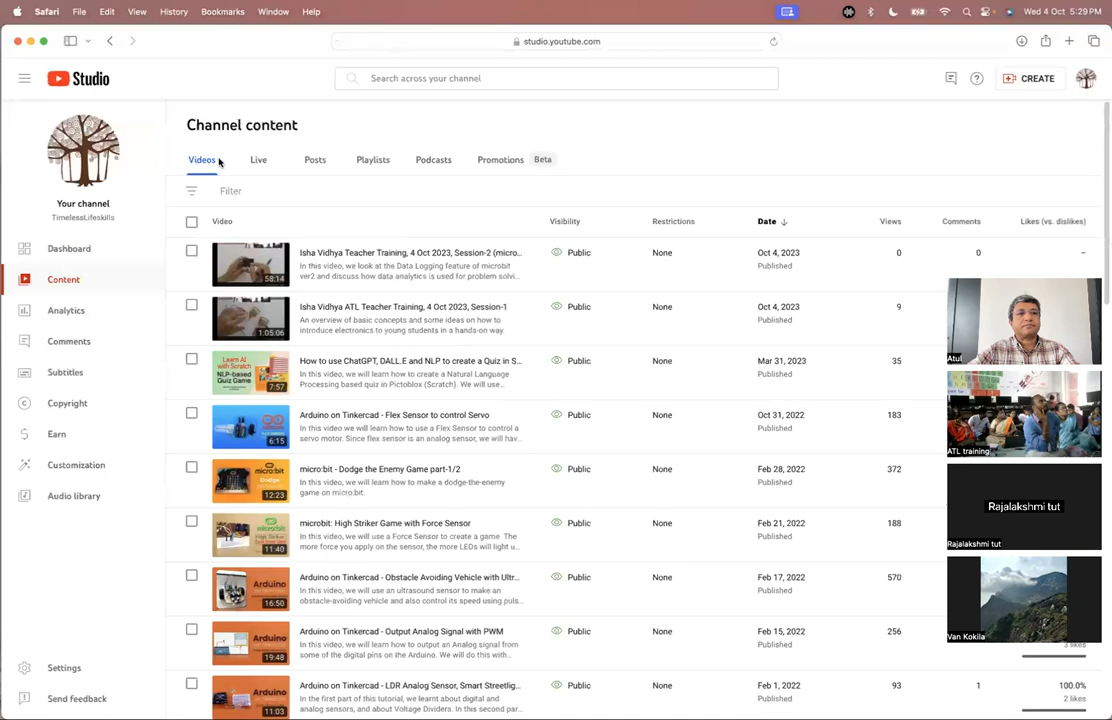 Safari File Edit View History Bookmarks Window Help Wed 4 Oct 5:29 PM
studio.youtube.com
Studio
Search across your channel
CREATE
Your channel
TimelessLifeskills
Dashboard
Content
Analytics
Comments
Subtitles
Copyright
Earn
Customization
Audio library
Settings
Send feedback
Channel content
Videos Live Posts Playlists Podcasts Promotions Beta
Filter
Video Visibility Restrictions Date Views Comments Likes (vs. dislikes)
58:14
Isha Vidhya Teacher Training, 4 Oct 2023, Session-2 (micro... Public None Oct 4, 2023 0 0 –
In this video, we look at the Data Logging feature of microbit Published
ver2 and discuss how data analytics is used for problem solvi...
1:05:06
Isha Vidhya ATL Teacher Training, 4 Oct 2023, Session-1 Public None Oct 4, 2023 9
An overview of basic concepts and some ideas on how to Published
introduce electronics to young students in a hands-on way.
Learn AI with Scratch
NLP-based Quiz Game
7:57
How to use ChatGPT, DALL.E and NLP to create a Quiz in S... Public None Mar 31, 2023 35
In this video, we will learn how to create a Natural Language Published
Processing based quiz in Pictoblox (Scratch). We will use...
6:15
Arduino on Tinkercad - Flex Sensor to control Servo Public None Oct 31, 2022 183
In this video we will learn how to use a Flex Sensor to control a Published
servo motor. Since flex sensor is an analog sensor, we will hav...
12:23
micro:bit - Dodge the Enemy Game part-1/2 Public None Feb 28, 2022 372
In this video, we will learn how to make a dodge-the-enemy Published
game on micro:bit.
11:40
microbit: High Striker Game with Force Sensor Public None Feb 21, 2022 188
In this video, we will use a Force Sensor to create a game. The Published
more force you apply on the sensor, the more LEDs will light u...
16:50
Arduino on Tinkercad - Obstacle Avoiding Vehicle with Ultr... Public None Feb 17, 2022 570
In this video, we will use an ultrasound sensor to make an Published
obstacle-avoiding vehicle and also control its speed using puls...
19:48
Arduino on Tinkercad - Output Analog Signal with PWM Public None Feb 15, 2022 256
In this video, we will learn how to output an Analog signal from Published
some of the digital pins on the Arduino. We will do this with... 3 likes
11:03
Arduino on Tinkercad - LDR Analog Sensor, Smart Streetlig... Public None Feb 1, 2022 93 1 100.0%
In the first part of this tutorial, we learnt about digital and Published 2 likes
analog sensors, and about Voltage Dividers. In this second par...
Atul
ATL training
Rajalakshmi tut
Rajalakshmi tut
Van Kokila